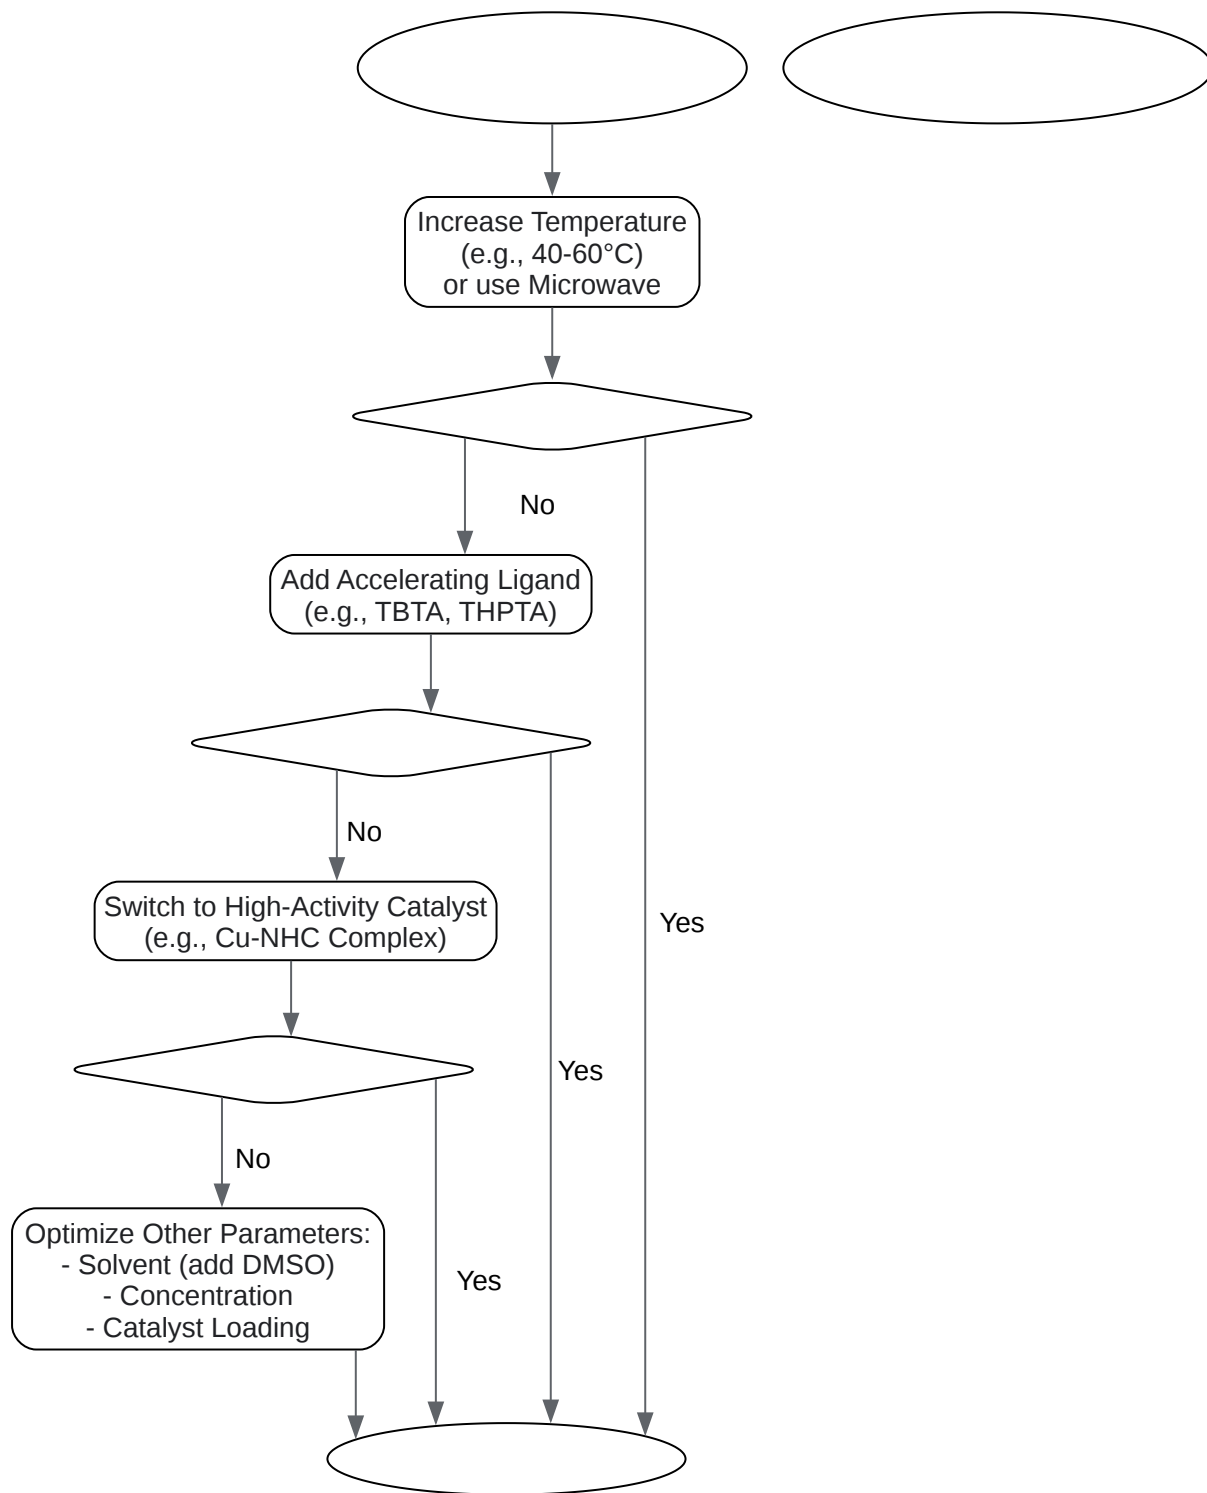 Increase Temperature
(e.g., 40-60°C)
or use Microwave
No
Add Accelerating Ligand
(e.g., TBTA, THPTA)
No
Switch to High-Activity Catalyst
(e.g., Cu-NHC Complex)
Yes
Yes
No
Optimize Other Parameters:
- Solvent (add DMSO)
- Concentration
- Catalyst Loading
Yes